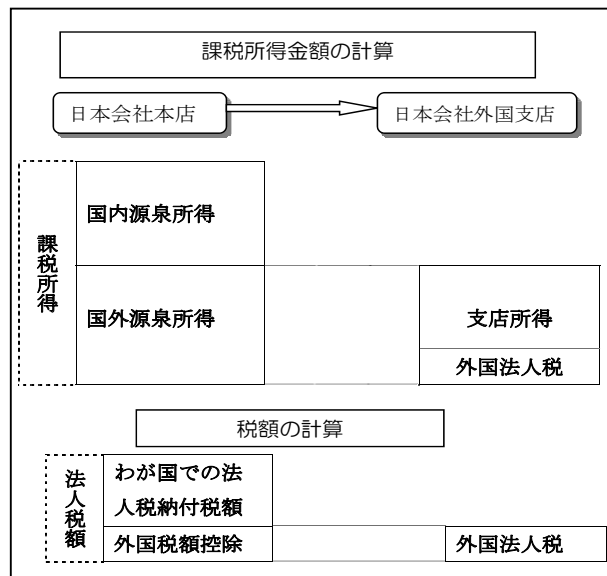 課税所得金額の計算
日本会社本店
日本会社外国支店
課税所得
国内源泉所得
国外源泉所得
支店所得
外国法人税
税額の計算
法人税額
わが国での法
人税納付税額
外国税額控除
外国法人税